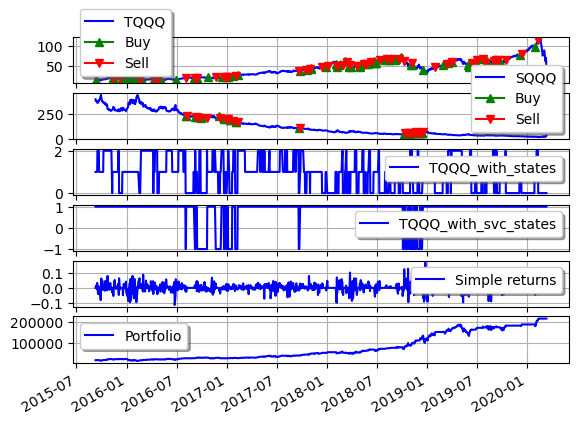 TQQQ
Buy
Sell
100
50
SQQQ
Buy
Sell
250
0
2
0
TQQQ_with_states
1
0
−1
TQQQ_with_svc_states
0.1
0.0
−0.1
Simple returns
200000
100000
Portfolio
2015-07
2016-01
2016-07
2017-01
2017-07
2018-01
2018-07
2019-01
2019-07
2020-01